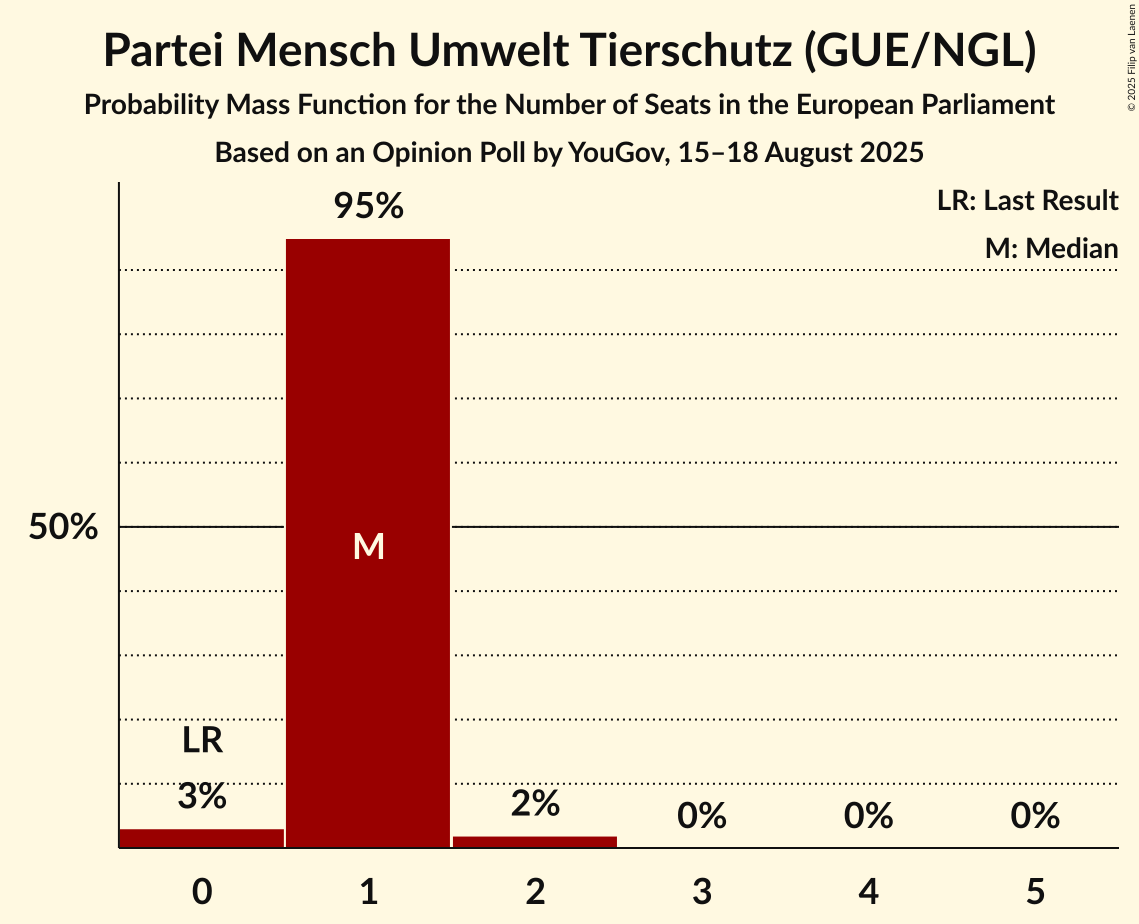 Partei Mensch Umwelt Tierschutz (GUE/NGL)
Probability Mass Function for the Number of Seats in the European Parliament
Based on an Opinion Poll by YouGov, 15–18 August 2025
© 2025 Filip van Laenen
LR: Last Result
M: Median
95%
50%
M
LR
3%
2%
0%
0%
0%
0
1
2
3
4
5